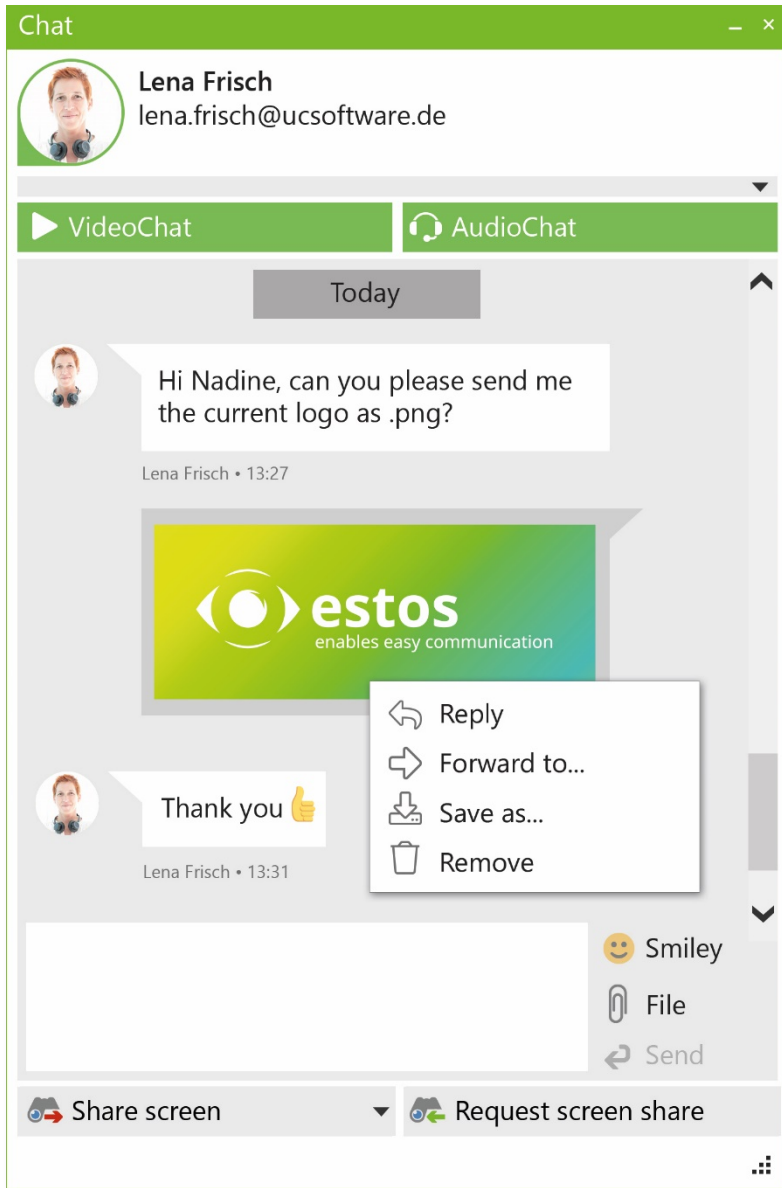 Chat
Lena Frisch
lena.frisch@ucsoftware.de
VideoChat
AudioChat
Today
Hi Nadine, can you please send me
the current logo as .png?
Lena Frisch • 13:27
estos
enables easy communication
Reply
Forward to...
Save as...
Remove
Thank you👍
Lena Frisch • 13:31
Smiley
File
Send
Share screen
Request screen share